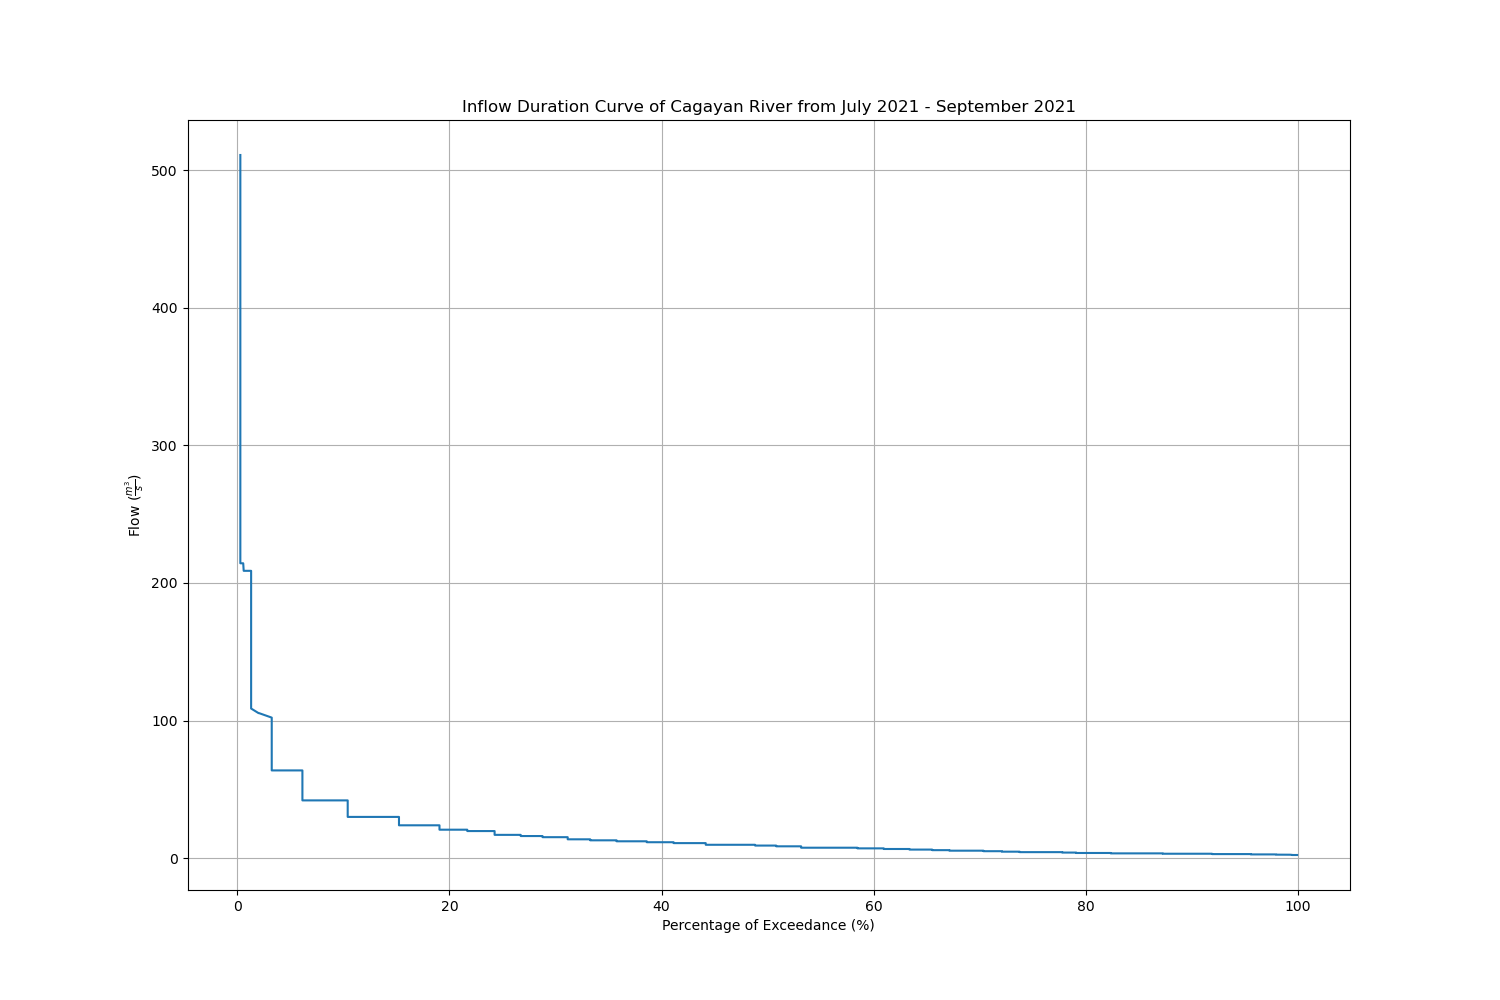 Inflow Duration Curve of Cagayan River from July 2021 - September 2021
500
400
300
200
100
0
Flow (m³/s)
0 20 40 60 80 100
Percentage of Exceedance (%)